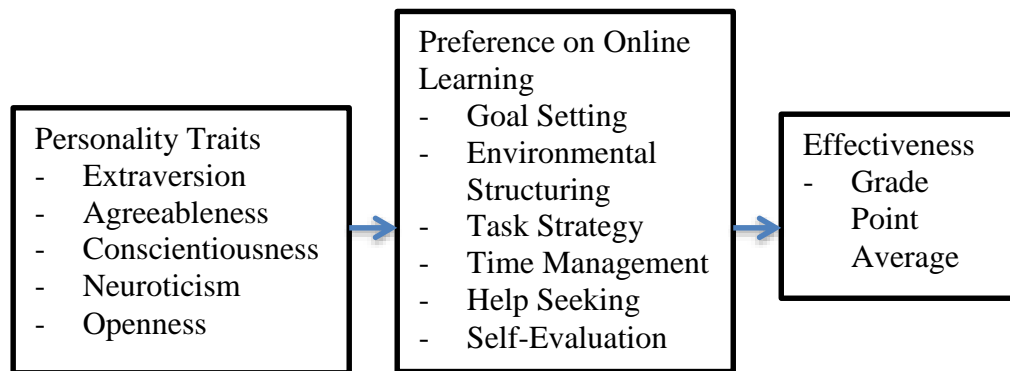 Personality Traits
- Extraversion
- Agreeableness
- Conscientiousness
- Neuroticism
- Openness
Preference on Online
Learning
- Goal Setting
- Environmental
Structuring
- Task Strategy
- Time Management
- Help Seeking
- Self-Evaluation
Effectiveness
- Grade
Point
Average